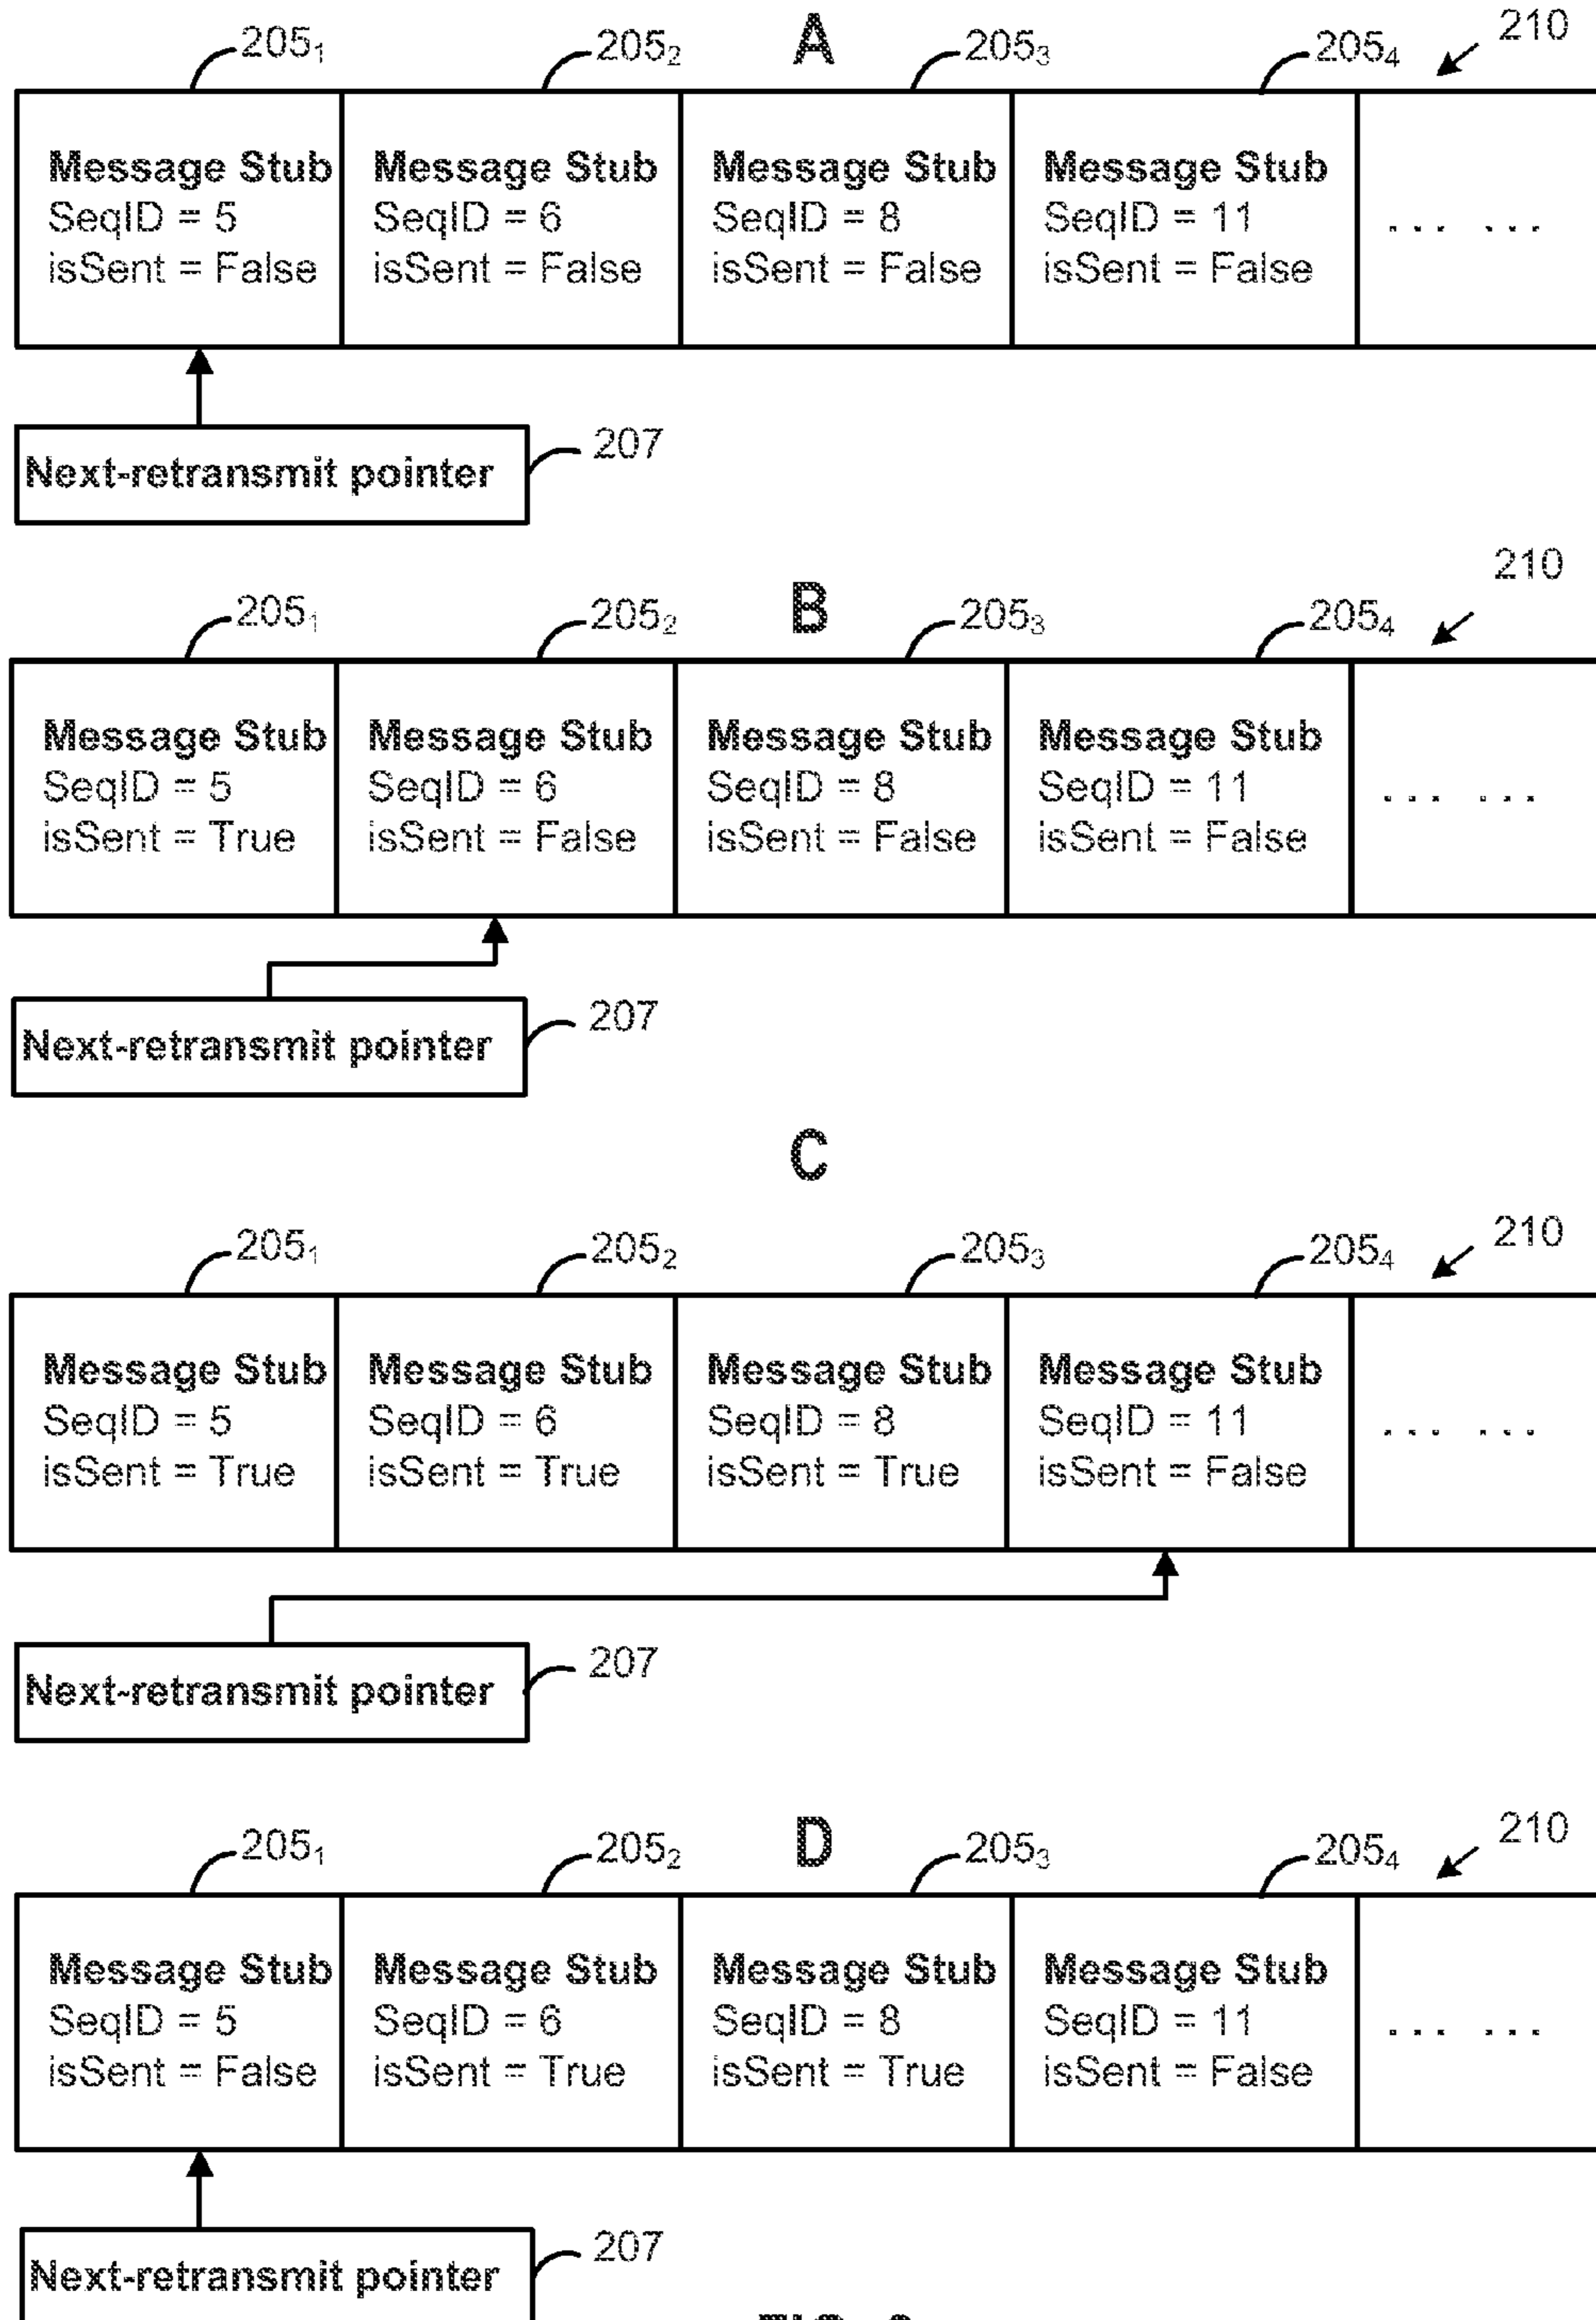 A
205₁ 205₂ 205₃ 205₄ 210
Message Stub Message Stub Message Stub Message Stub
SeqID = 5 SeqID = 6 SeqID = 8 SeqID = 11 ... ...
isSent = False isSent = False isSent = False isSent = False
Next-retransmit pointer 207
B
205₁ 205₂ 205₃ 205₄ 210
Message Stub Message Stub Message Stub Message Stub
SeqID = 5 SeqID = 6 SeqID = 8 SeqID = 11 ... ...
isSent = True isSent = False isSent = False isSent = False
Next-retransmit pointer 207
C
205₁ 205₂ 205₃ 205₄ 210
Message Stub Message Stub Message Stub Message Stub
SeqID = 5 SeqID = 6 SeqID = 8 SeqID = 11 ... ...
isSent = True isSent = True isSent = True isSent = False
Next-retransmit pointer 207
D
205₁ 205₂ 205₃ 205₄ 210
Message Stub Message Stub Message Stub Message Stub
SeqID = 5 SeqID = 6 SeqID = 8 SeqID = 11 ... ...
isSent = False isSent = True isSent = True isSent = False
Next-retransmit pointer 207